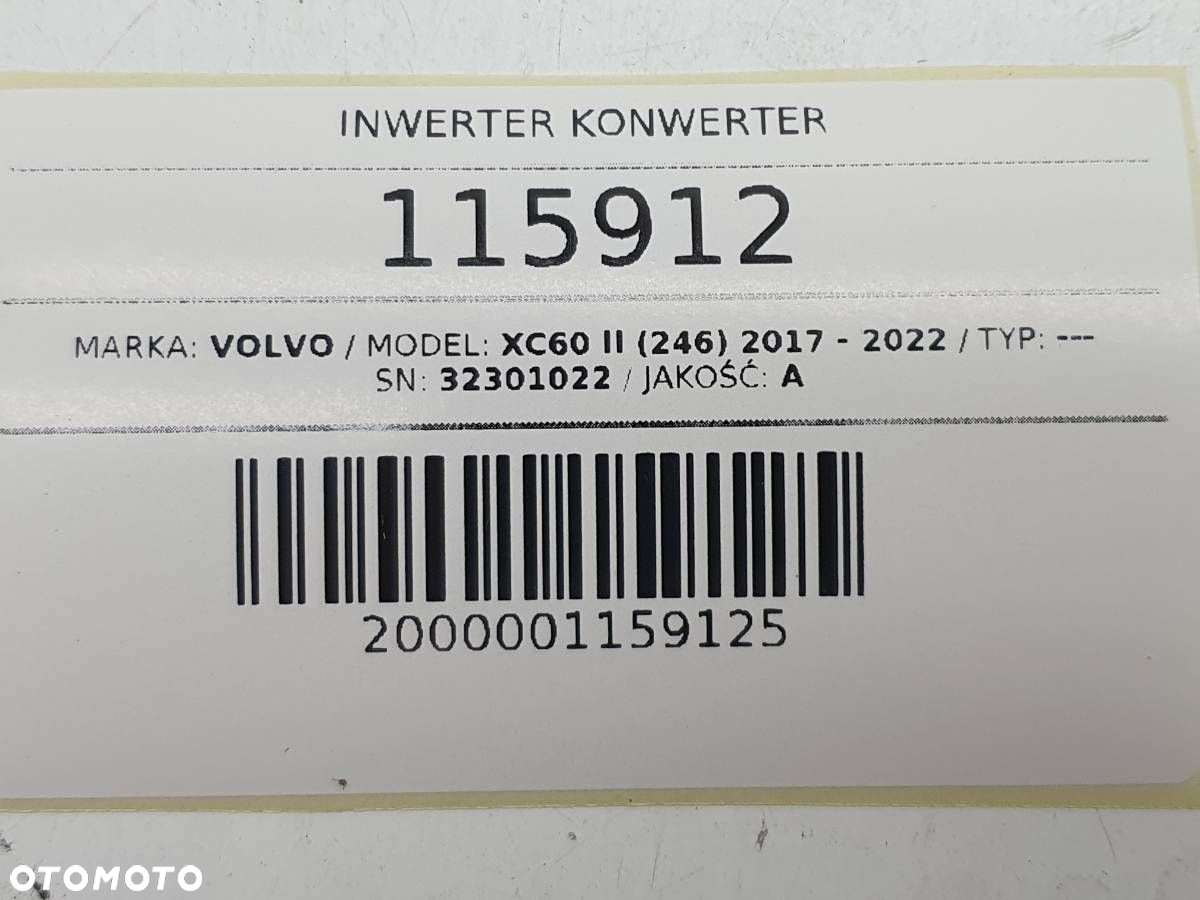 INWERTER KONWERTER
115912
MARKA: VOLVO / MODEL: XC60 II (246) 2017 - 2022 / TYP: ---
SN: 32301022 / JAKOŚĆ: A
2000001159125
OTOMOTO